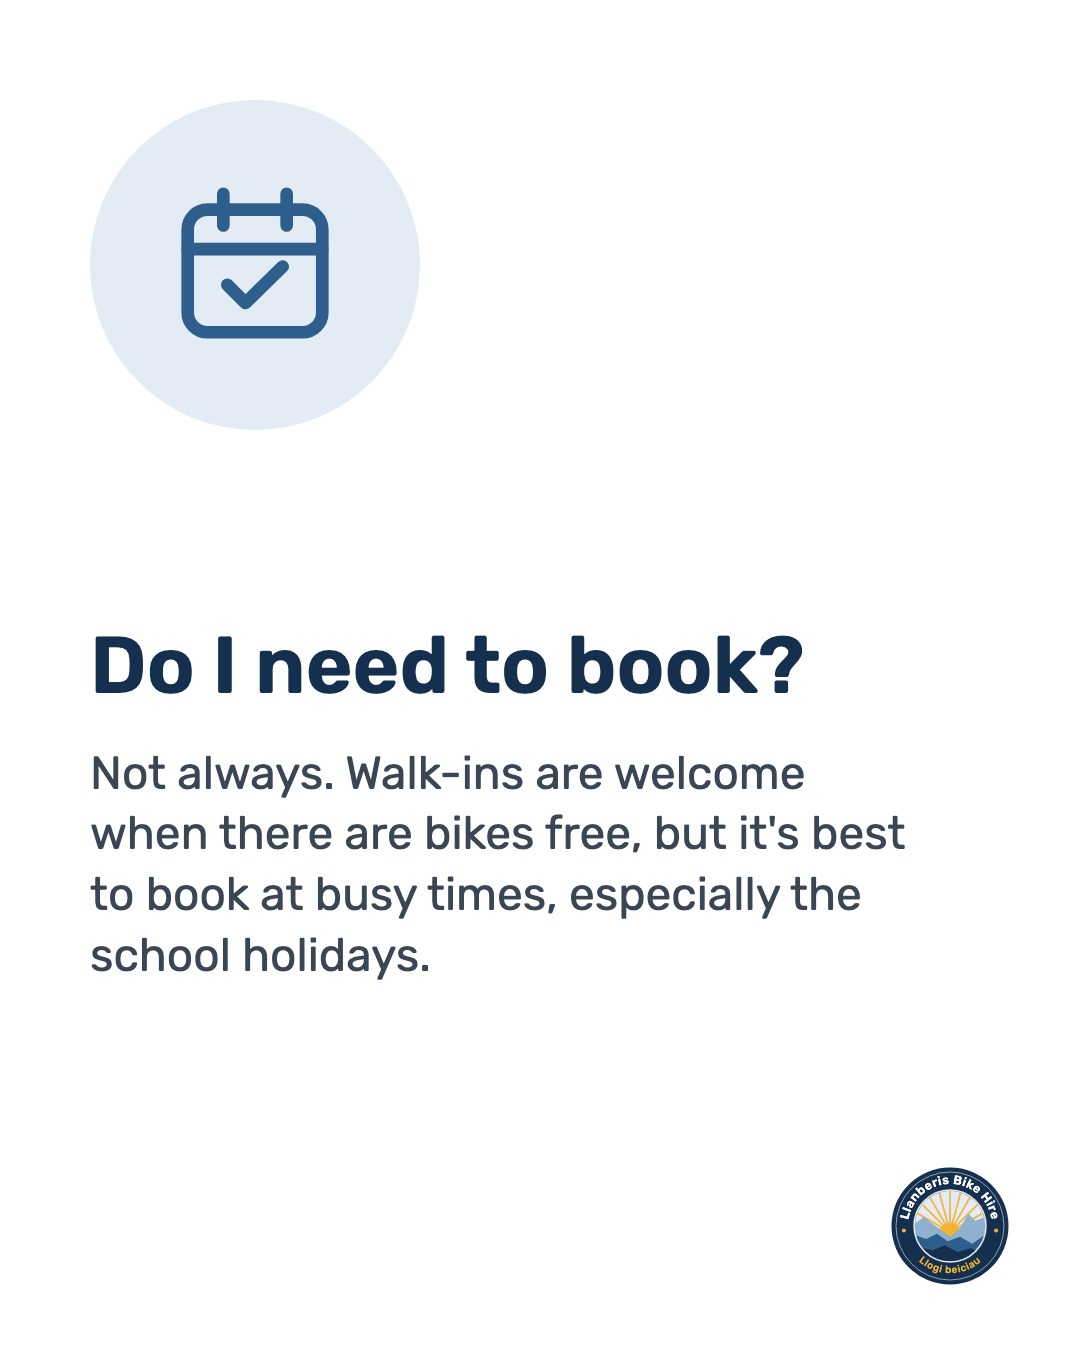 Do I need to book?
Not always. Walk-ins are welcome
when there are bikes free, but it's best
to book at busy times, especially the
school holidays.
Llanberis Bike Hire
Llogi beiciau